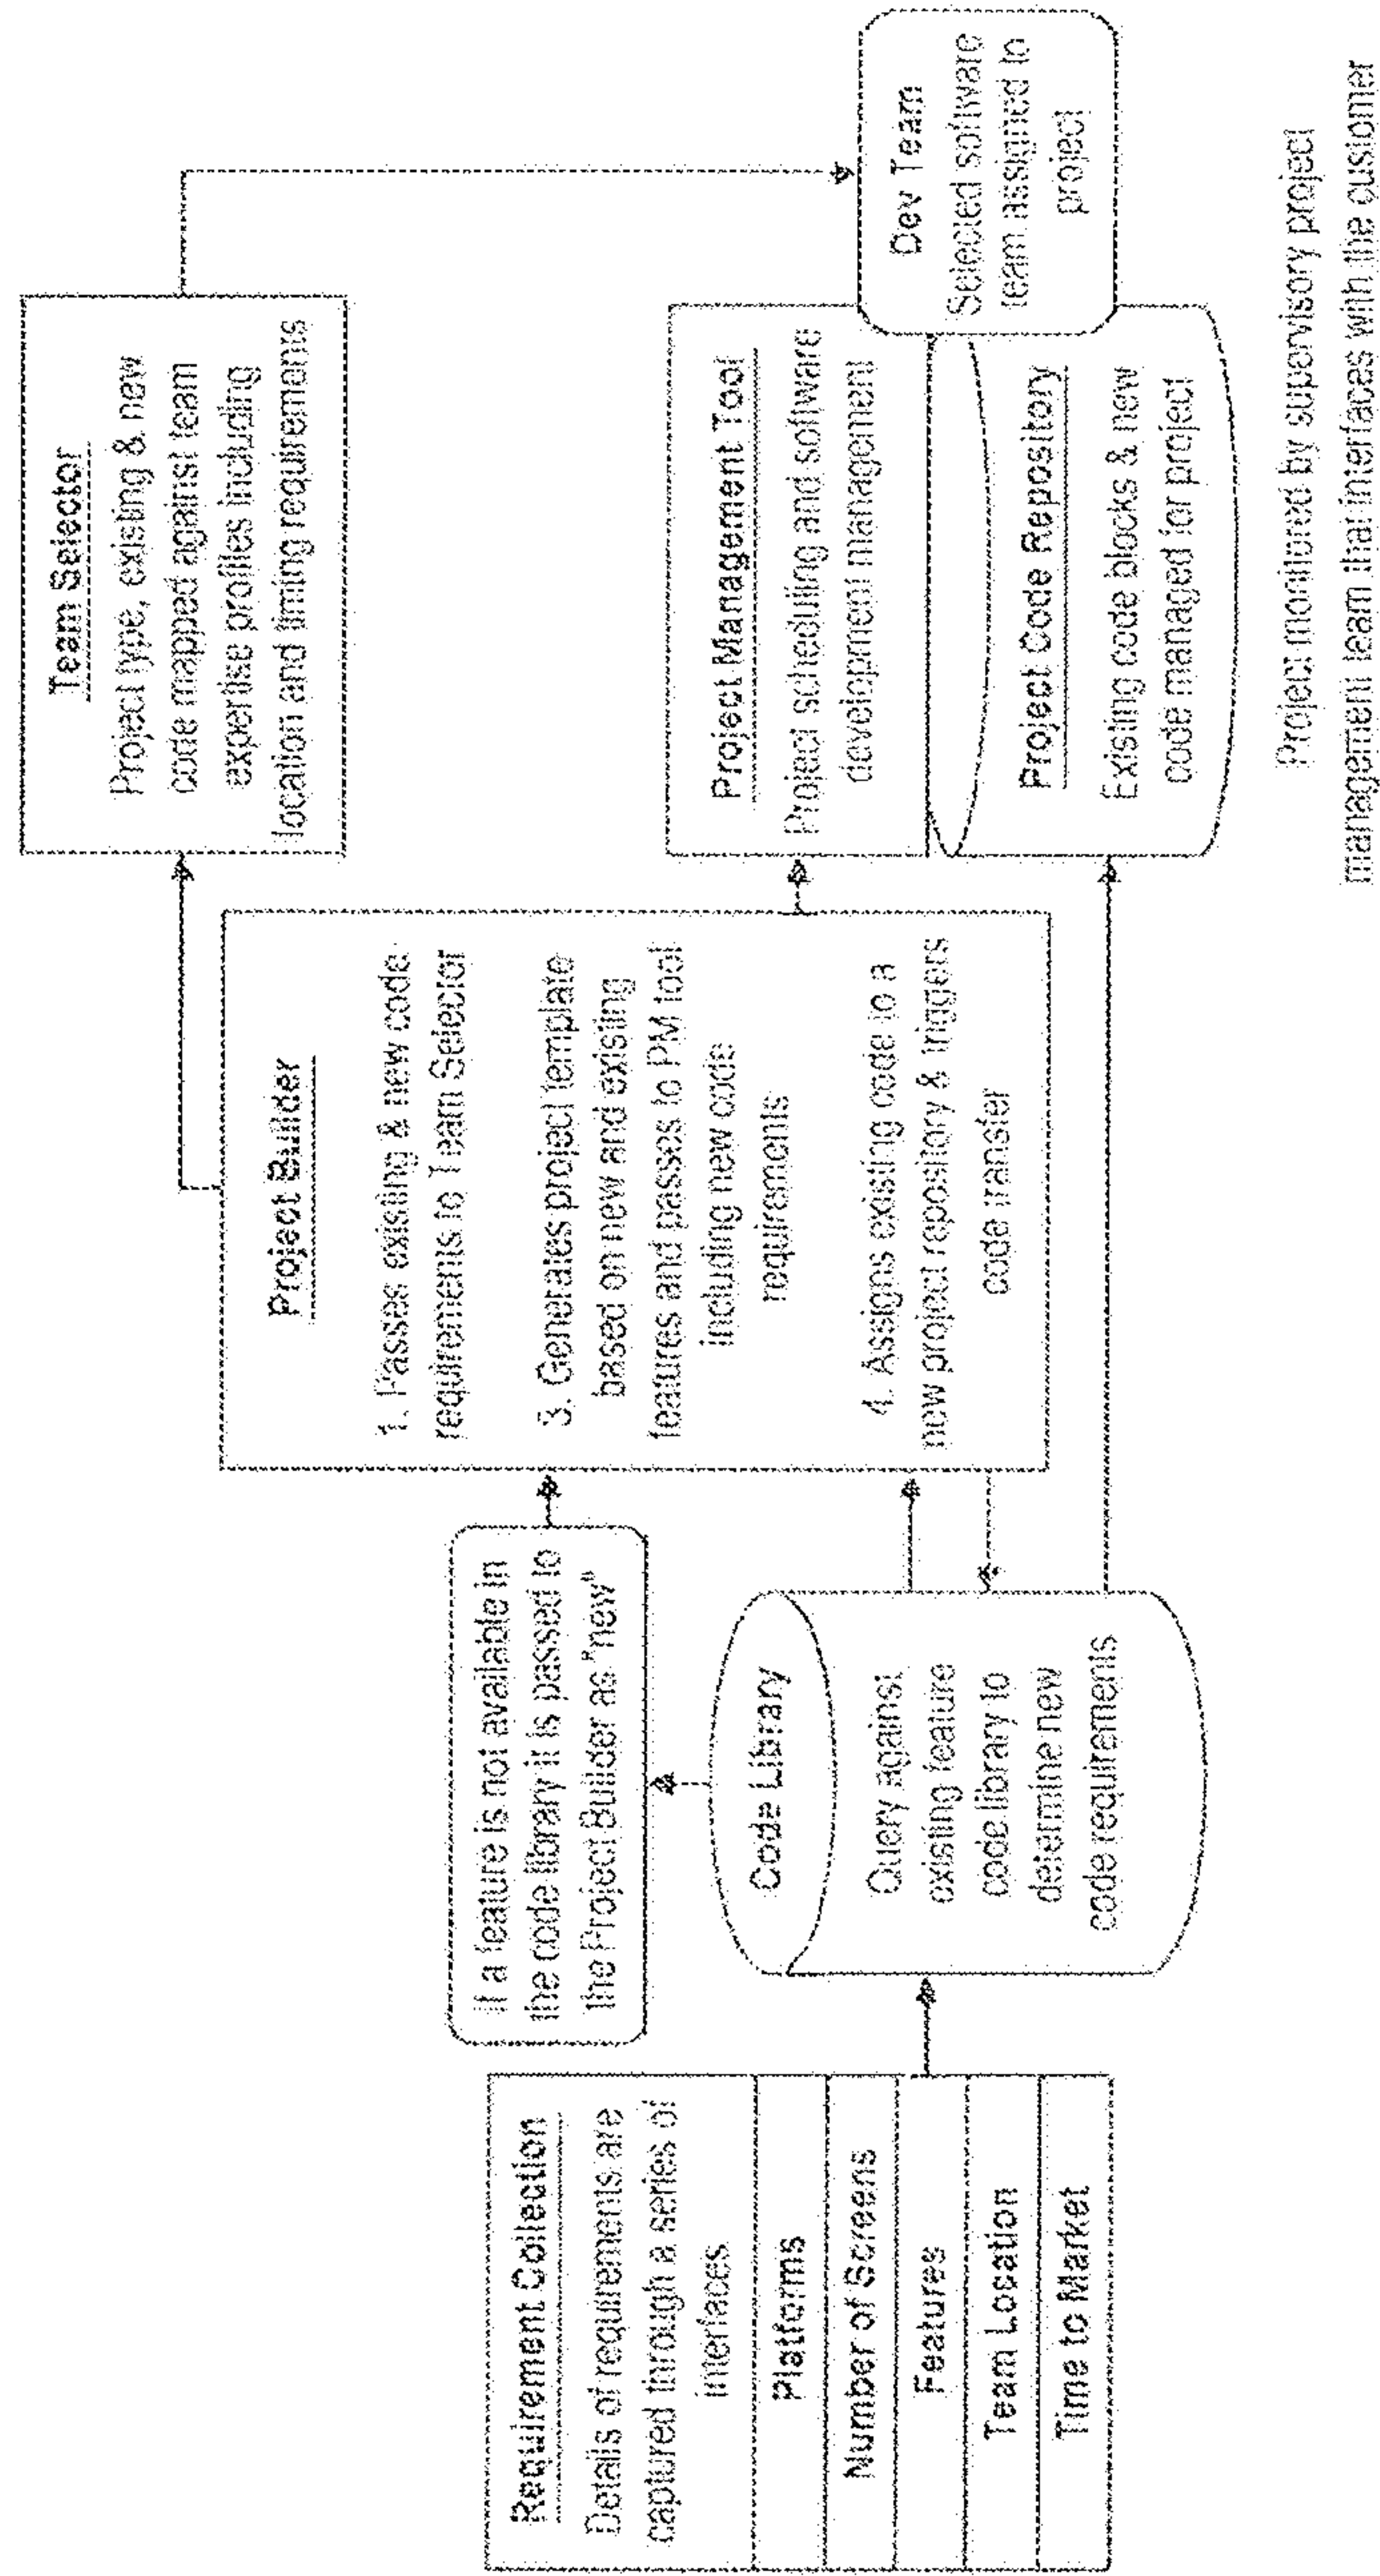 Requirement Collection
Details of requirements are
captured through a series of
interfaces
Platforms
Number of Screens
Features
Team Location
Time to Market
If a feature is not available in
the code library it is passed to
the Project Builder as "new"
Code Library
Query against
existing feature
code library to
determine new
code requirements
Project Builder
1. Passes existing & new code
requirements to Team Selector
3. Generates project template
based on new and existing
features and passes to PM tool
including new code
requirements
4. Assigns existing code to a
new project repository & triggers
code transfer
Team Selector
Project type, existing & new
code mapped against team
expertise profiles including
location and timing requirements
Project Management Tool
Project scheduling and software
development management
Project Code Repository
Existing code blocks & new
code managed for project
Dev Team
Selected software
team assigned to
project
Project monitored by supervisory project
management team that interfaces with the customer